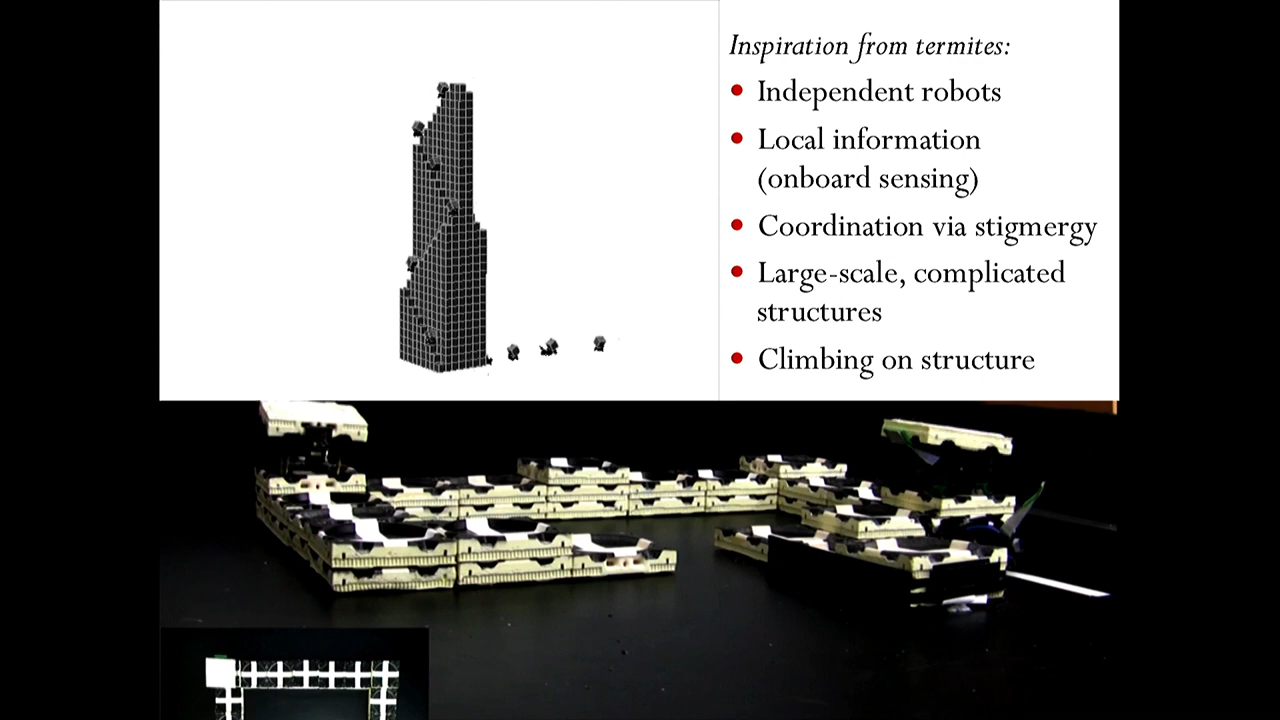 Inspiration from termites:
Independent robots
Local information
(onboard sensing)
Coordination via stigmergy
Large-scale, complicated
structures
Climbing on structure